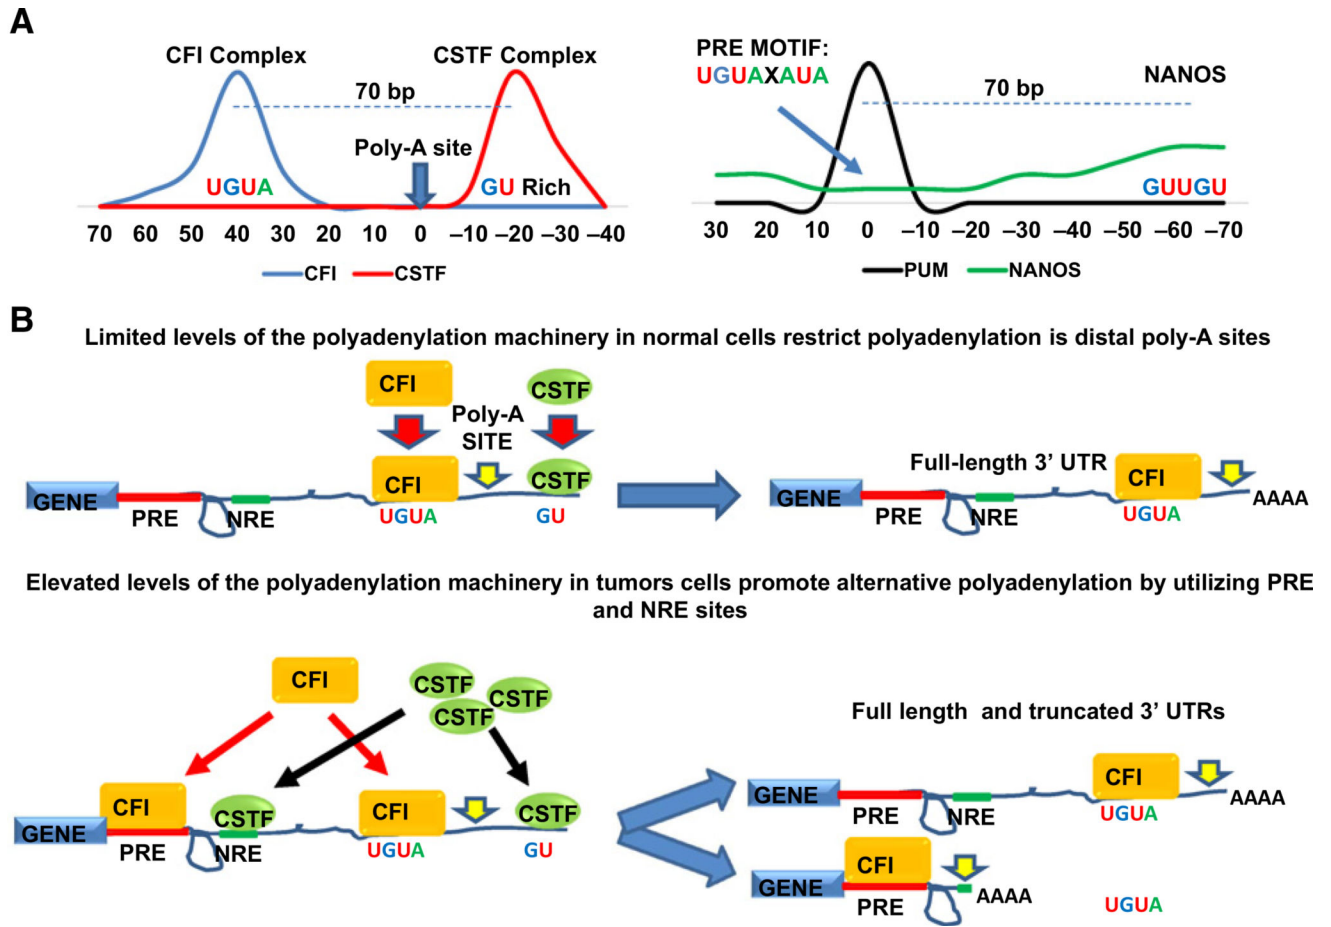 A
CFI Complex
CSTF Complex
70 bp
Poly-A site
UGUA
GU Rich
70 60 50 40 30 20 10 0 –10 –20 –30 –40
CFI CSTF
PRE MOTIF:
UGUAXAUA
NANOS
70 bp
GUUGU
30 20 10 0 –10 –20 –30 –40 –50 –60 –70
PUM NANOS
B
Limited levels of the polyadenylation machinery in normal cells restrict polyadenylation is distal poly-A sites
CFI
CSTF
Poly-A
SITE
CFI
CSTF
GENE
PRE
NRE
UGUA
GU
Full-length 3’ UTR
CFI
GENE
AAAA
PRE
NRE
UGUA
Elevated levels of the polyadenylation machinery in tumors cells promote alternative polyadenylation by utilizing PRE
and NRE sites
CFI
CSTF
CSTF
CSTF
CFI
CSTF
CFI
CSTF
GENE
PRE
NRE
UGUA
GU
Full length and truncated 3’ UTRs
CFI
GENE
AAAA
PRE
NRE
UGUA
CFI
GENE
AAAA
PRE
UGUA